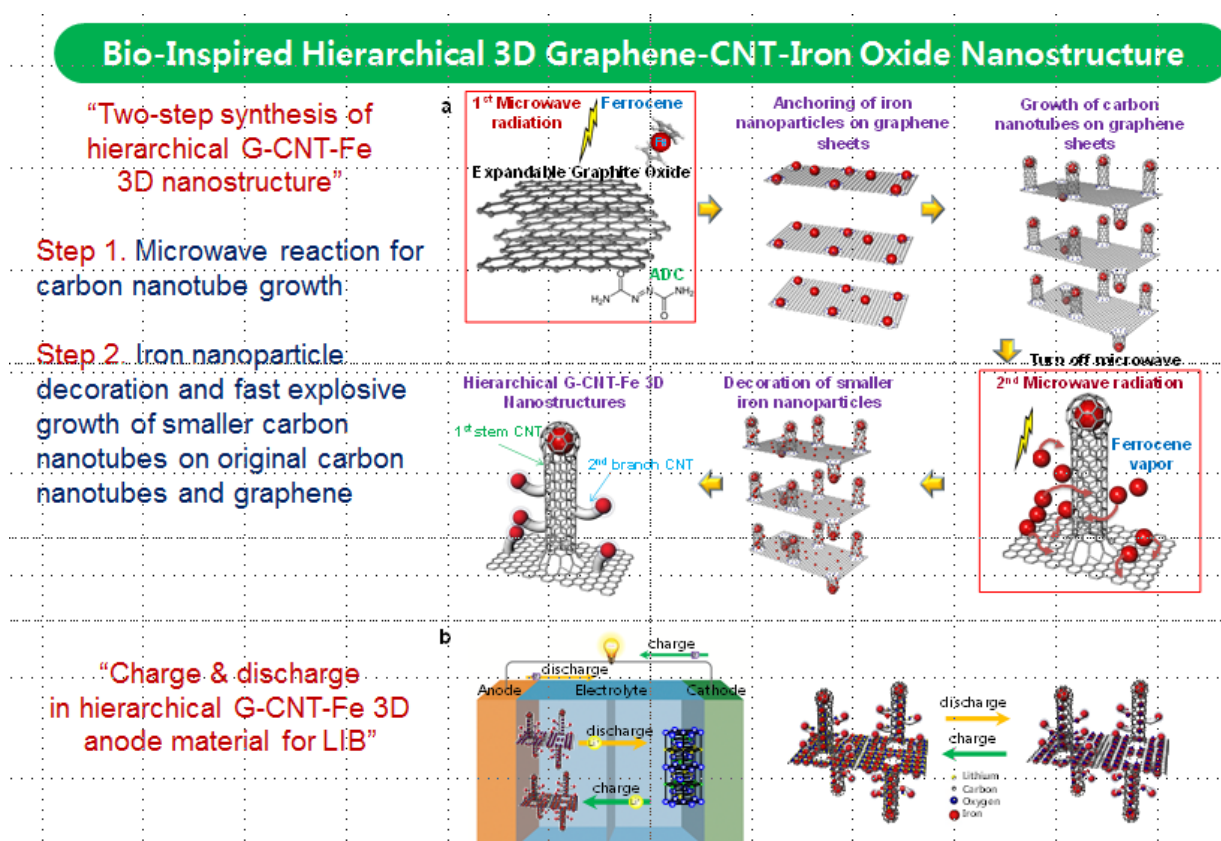 Bio-Inspired Hierarchical 3D Graphene-CNT-Iron Oxide Nanostructure
“Two-step synthesis of
hierarchical G-CNT-Fe
3D nanostructure”
Step 1. Microwave reaction for
carbon nanotube growth
Step 2. Iron nanoparticle
decoration and fast explosive
growth of smaller carbon
nanotubes on original carbon
nanotubes and graphene
a
1st Microwave
radiation
Ferrocene
Fe
Expandable Graphite Oxide
ADC
H₂N
O
N
N
O
NH₂
Anchoring of iron
nanoparticles on graphene
sheets
Growth of carbon
nanotubes on graphene
sheets
Turn off microwave
2nd Microwave radiation
Ferrocene
vapor
Decoration of smaller
iron nanoparticles
Hierarchical G-CNT-Fe 3D
Nanostructures
1st stem CNT
2nd branch CNT
“Charge & discharge
in hierarchical G-CNT-Fe 3D
anode material for LIB”
b
charge
discharge
Anode
Electrolyte
Cathode
discharge
charge
discharge
charge
Lithium
Carbon
Oxygen
Iron